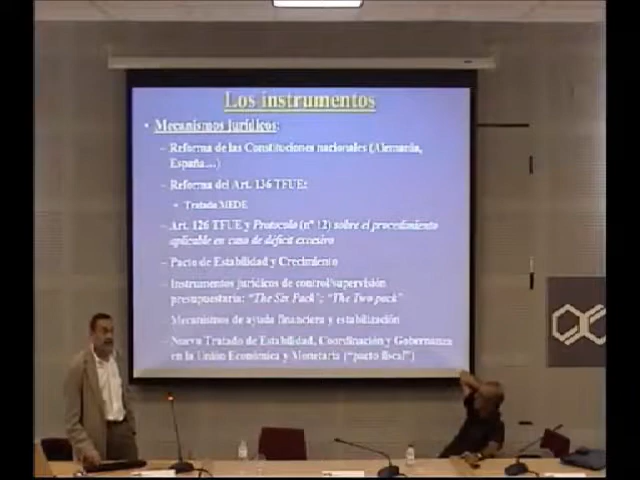 Los instrumentos
• Mecanismos jurídicos:
– Reforma de las Constituciones nacionales (Alemania,
España…)
– Reforma del Art. 136 TFUE:
• Tratado MEDE
– Art. 126 TFUE y Protocolo (nº 12) sobre el procedimiento
aplicable en caso de déficit excesivo
– Pacto de Estabilidad y Crecimiento
– Instrumentos jurídicos de control/supervisión
presupuestaria: "The Six Pack"; "The Two pack"
– Mecanismos de ayuda financiera y estabilización
– Nuevo Tratado de Estabilidad, Coordinación y Gobernanza
en la Unión Económica y Monetaria ("pacto fiscal")